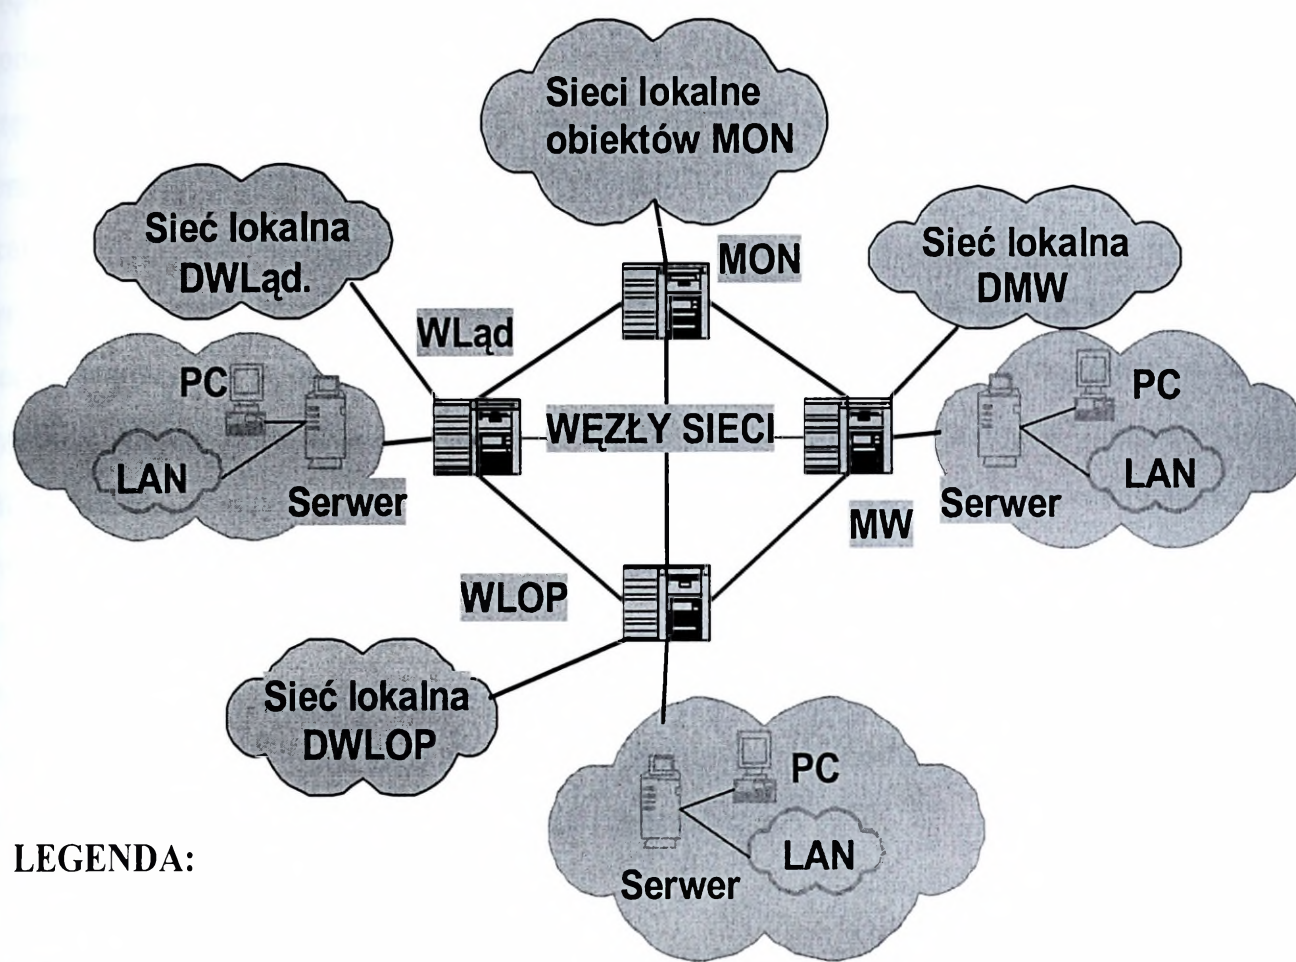 Sieci lokalne
obiektów MON
Sieć lokalna
DWLąd.
MON
Sieć lokalna
DMW
WLąd
PC
LAN
Serwer
WĘZŁY SIECI
PC
LAN
Serwer
MW
WLOP
Sieć lokalna
DWLOP
PC
LAN
Serwer
LEGENDA: